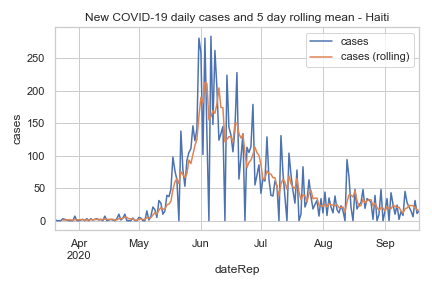 New COVID-19 daily cases and 5 day rolling mean - Haiti
cases
cases (rolling)
250
200
150
100
50
0
cases
Apr
2020
May
Jun
Jul
Aug
Sep
dateRep